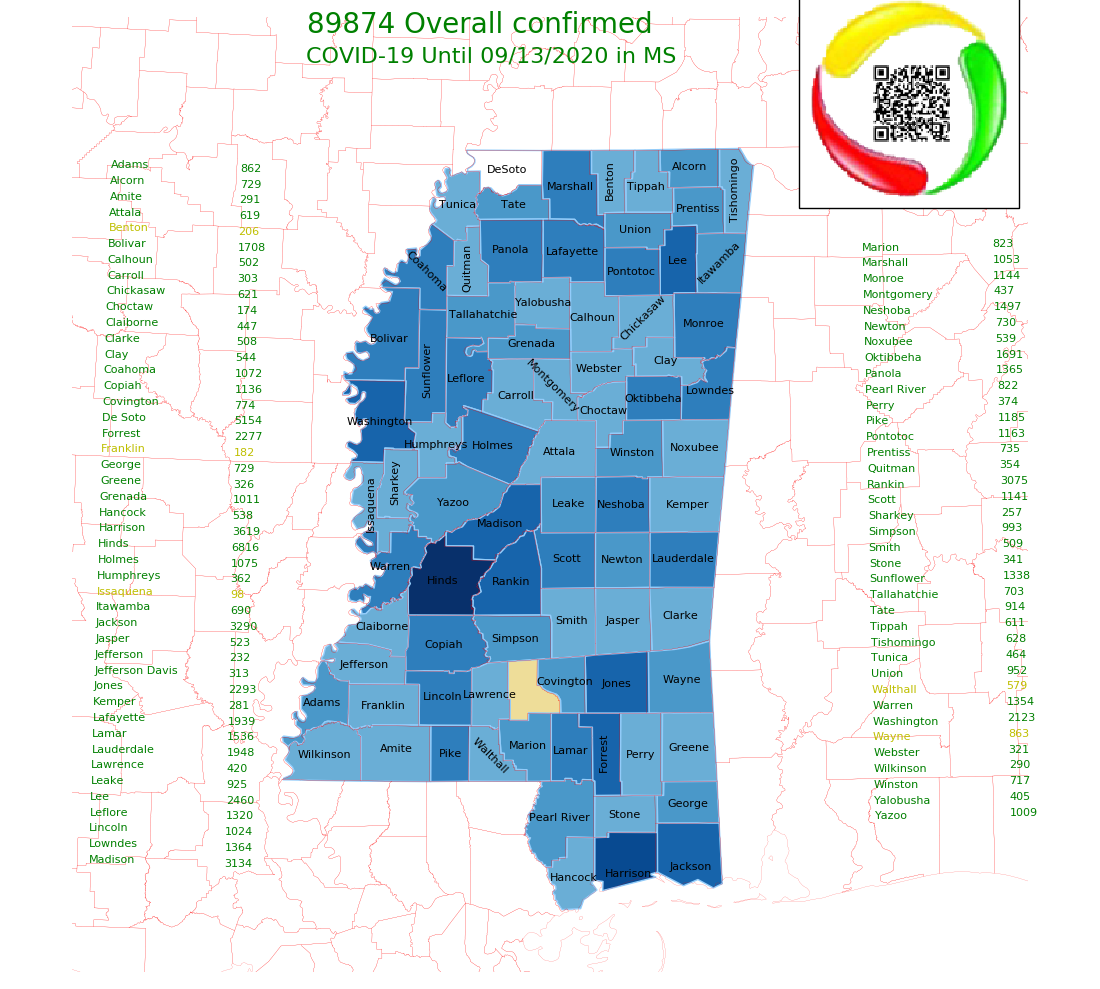 89874 Overall confirmed
COVID-19 Until 09/13/2020 in MS
Adams 862
Alcorn 729
Amite 291
Attala 619
Benton 206
Bolivar 1708
Calhoun 502
Carroll 303
Chickasaw 621
Choctaw 174
Claiborne 447
Clarke 508
Clay 544
Coahoma 1072
Copiah 1136
Covington 774
De Soto 5154
Forrest 2277
Franklin 182
George 729
Greene 326
Grenada 1011
Hancock 538
Harrison 3619
Hinds 6816
Holmes 1075
Humphreys 362
Issaquena 98
Itawamba 690
Jackson 3290
Jasper 523
Jefferson 232
Jefferson Davis 313
Jones 2293
Kemper 281
Lafayette 1939
Lamar 1536
Lauderdale 1948
Lawrence 420
Leake 925
Lee 2460
Leflore 1320
Lincoln 1024
Lowndes 1364
Madison 3134
DeSoto
Marshall
Benton
Tippah
Alcorn
Tishomingo
Tunica
Tate
Prentiss
Union
Panola
Lafayette
Pontotoc
Lee
Itawamba
Coahoma
Quitman
Tallahatchie
Yalobusha
Calhoun
Chickasaw
Monroe
Bolivar
Sunflower
Grenada
Leflore
Montgomery
Webster
Clay
Carroll
Choctaw
Oktibbeha
Lowndes
Washington
Humphreys
Holmes
Attala
Winston
Noxubee
Issaquena
Sharkey
Yazoo
Madison
Leake
Neshoba
Kemper
Warren
Hinds
Rankin
Scott
Newton
Lauderdale
Claiborne
Copiah
Simpson
Smith
Jasper
Clarke
Jefferson
Adams
Franklin
Lincoln
Lawrence
Covington
Jones
Wayne
Wilkinson
Amite
Pike
Walthall
Marion
Lamar
Forrest
Perry
Greene
Pearl River
Stone
George
Hancock
Harrison
Jackson
Marion 823
Marshall 1053
Monroe 1144
Montgomery 437
Neshoba 1497
Newton 730
Noxubee 539
Oktibbeha 1691
Panola 1365
Pearl River 822
Perry 374
Pike 1185
Pontotoc 1163
Prentiss 735
Quitman 354
Rankin 3075
Scott 1141
Sharkey 257
Simpson 993
Smith 509
Stone 341
Sunflower 1338
Tallahatchie 703
Tate 914
Tippah 611
Tishomingo 628
Tunica 464
Union 952
Walthall 579
Warren 1354
Washington 2123
Wayne 863
Webster 321
Wilkinson 290
Winston 717
Yalobusha 405
Yazoo 1009